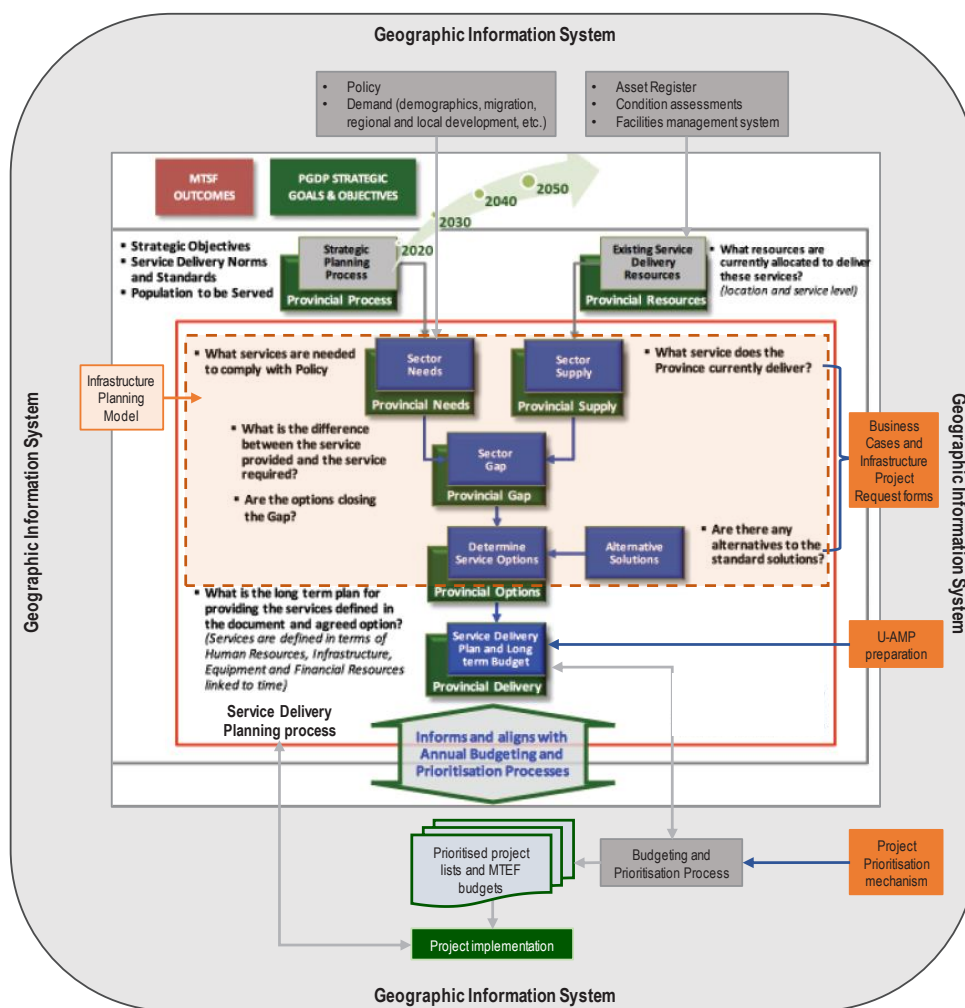 Geographic Information System
• Policy
• Demand (demographics, migration,
regional and local development, etc.)
• Asset Register
• Condition assessments
• Facilities management system
MTSF
OUTCOMES
PGDP STRATEGIC
GOALS & OBJECTIVES
2020
2030
2040
2050
▪ Strategic Objectives
▪ Service Delivery Norms
and Standards
▪ Population to be Served
Strategic
Planning
Process
Provincial Process
Existing Service
Delivery
Resources
Provincial Resources
▪ What resources are
currently allocated to deliver
these services?
(location and service level)
Infrastructure
Planning
Model
▪ What services are needed
to comply with Policy
Sector
Needs
Provincial Needs
Sector
Supply
Provincial Supply
▪ What service does the
Province currently deliver?
▪ What is the difference
between the service
provided and the service
required?
▪ Are the options closing
the Gap?
Sector
Gap
Provincial Gap
Business
Cases and
Infrastructure
Project
Request forms
Determine
Service Options
Provincial Options
Alternative
Solutions
▪ Are there any
alternatives to the
standard solutions?
▪ What is the long term plan for
providing the services defined in
the document and agreed option?
(Services are defined in terms of
Human Resources, Infrastructure,
Equipment and Financial Resources
linked to time)
Service Delivery
Plan and Long
term Budget
Provincial Delivery
U-AMP
preparation
Service Delivery
Planning process
Informs and aligns with
Annual Budgeting and
Prioritisation Processes
Prioritised project
lists and MTEF
budgets
Budgeting and
Prioritisation Process
Project
Prioritisation
mechanism
Project implementation
Geographic Information System
Geographic Information System
Geographic Information System